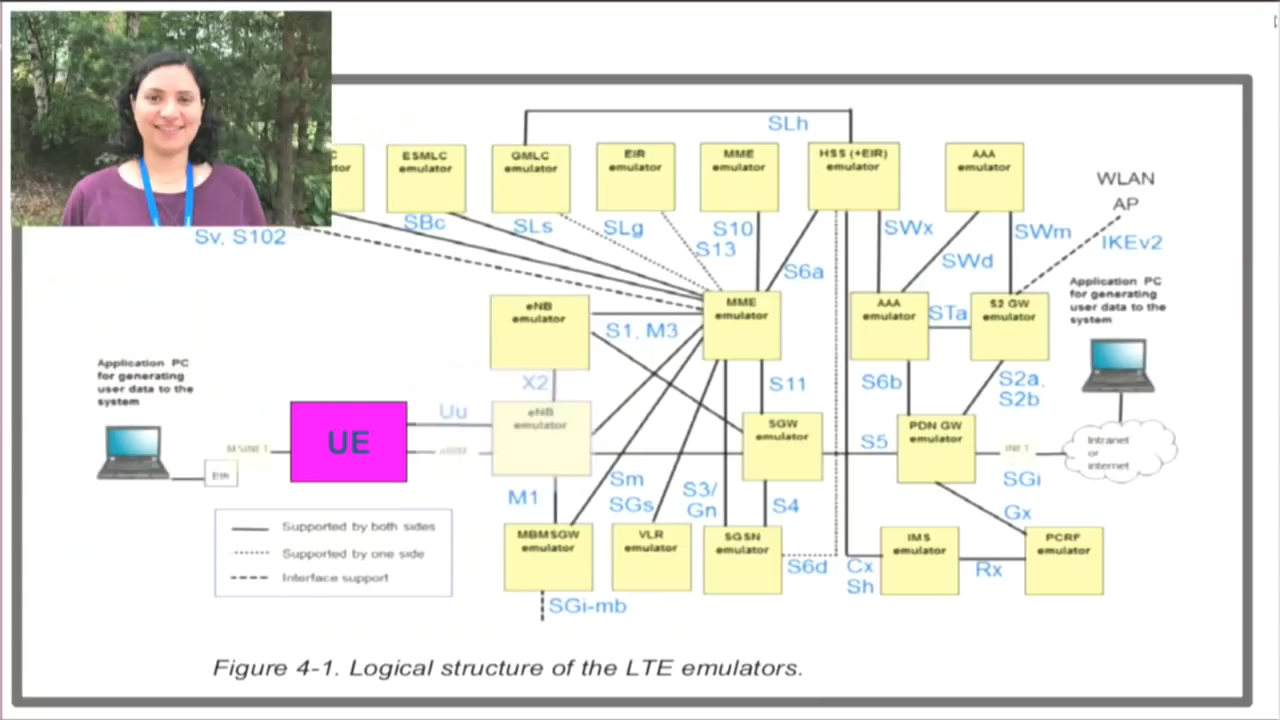 SLh
ESMLC
emulator
GMLC
emulator
EIR
emulator
MME
emulator
HSS (+EIR)
emulator
AAA
emulator
WLAN
AP
Sv, S102
SBc
SLs
SLg
S10
S13
S6a
SWx
SWd
SWm
IKEv2
Application PC
for generating
user data to the
system
eNB
emulator
S1, M3
MME
emulator
AAA
emulator
STa
S2 GW
emulator
Application PC
for generating
user data to the
system
X2
S11
S6b
S2a,
S2b
UE
Uu
eNB
emulator
SGW
emulator
S5
PDN GW
emulator
Intranet
or
internet
Eth
SGi
M1
Sm
SGs
S3/
Gn
S4
Gx
Supported by both sides
Supported by one side
Interface support
MBMSGW
emulator
VLR
emulator
SGSN
emulator
S6d
Cx
Sh
IMS
emulator
Rx
PCRF
emulator
SGi-mb
Figure 4-1. Logical structure of the LTE emulators.